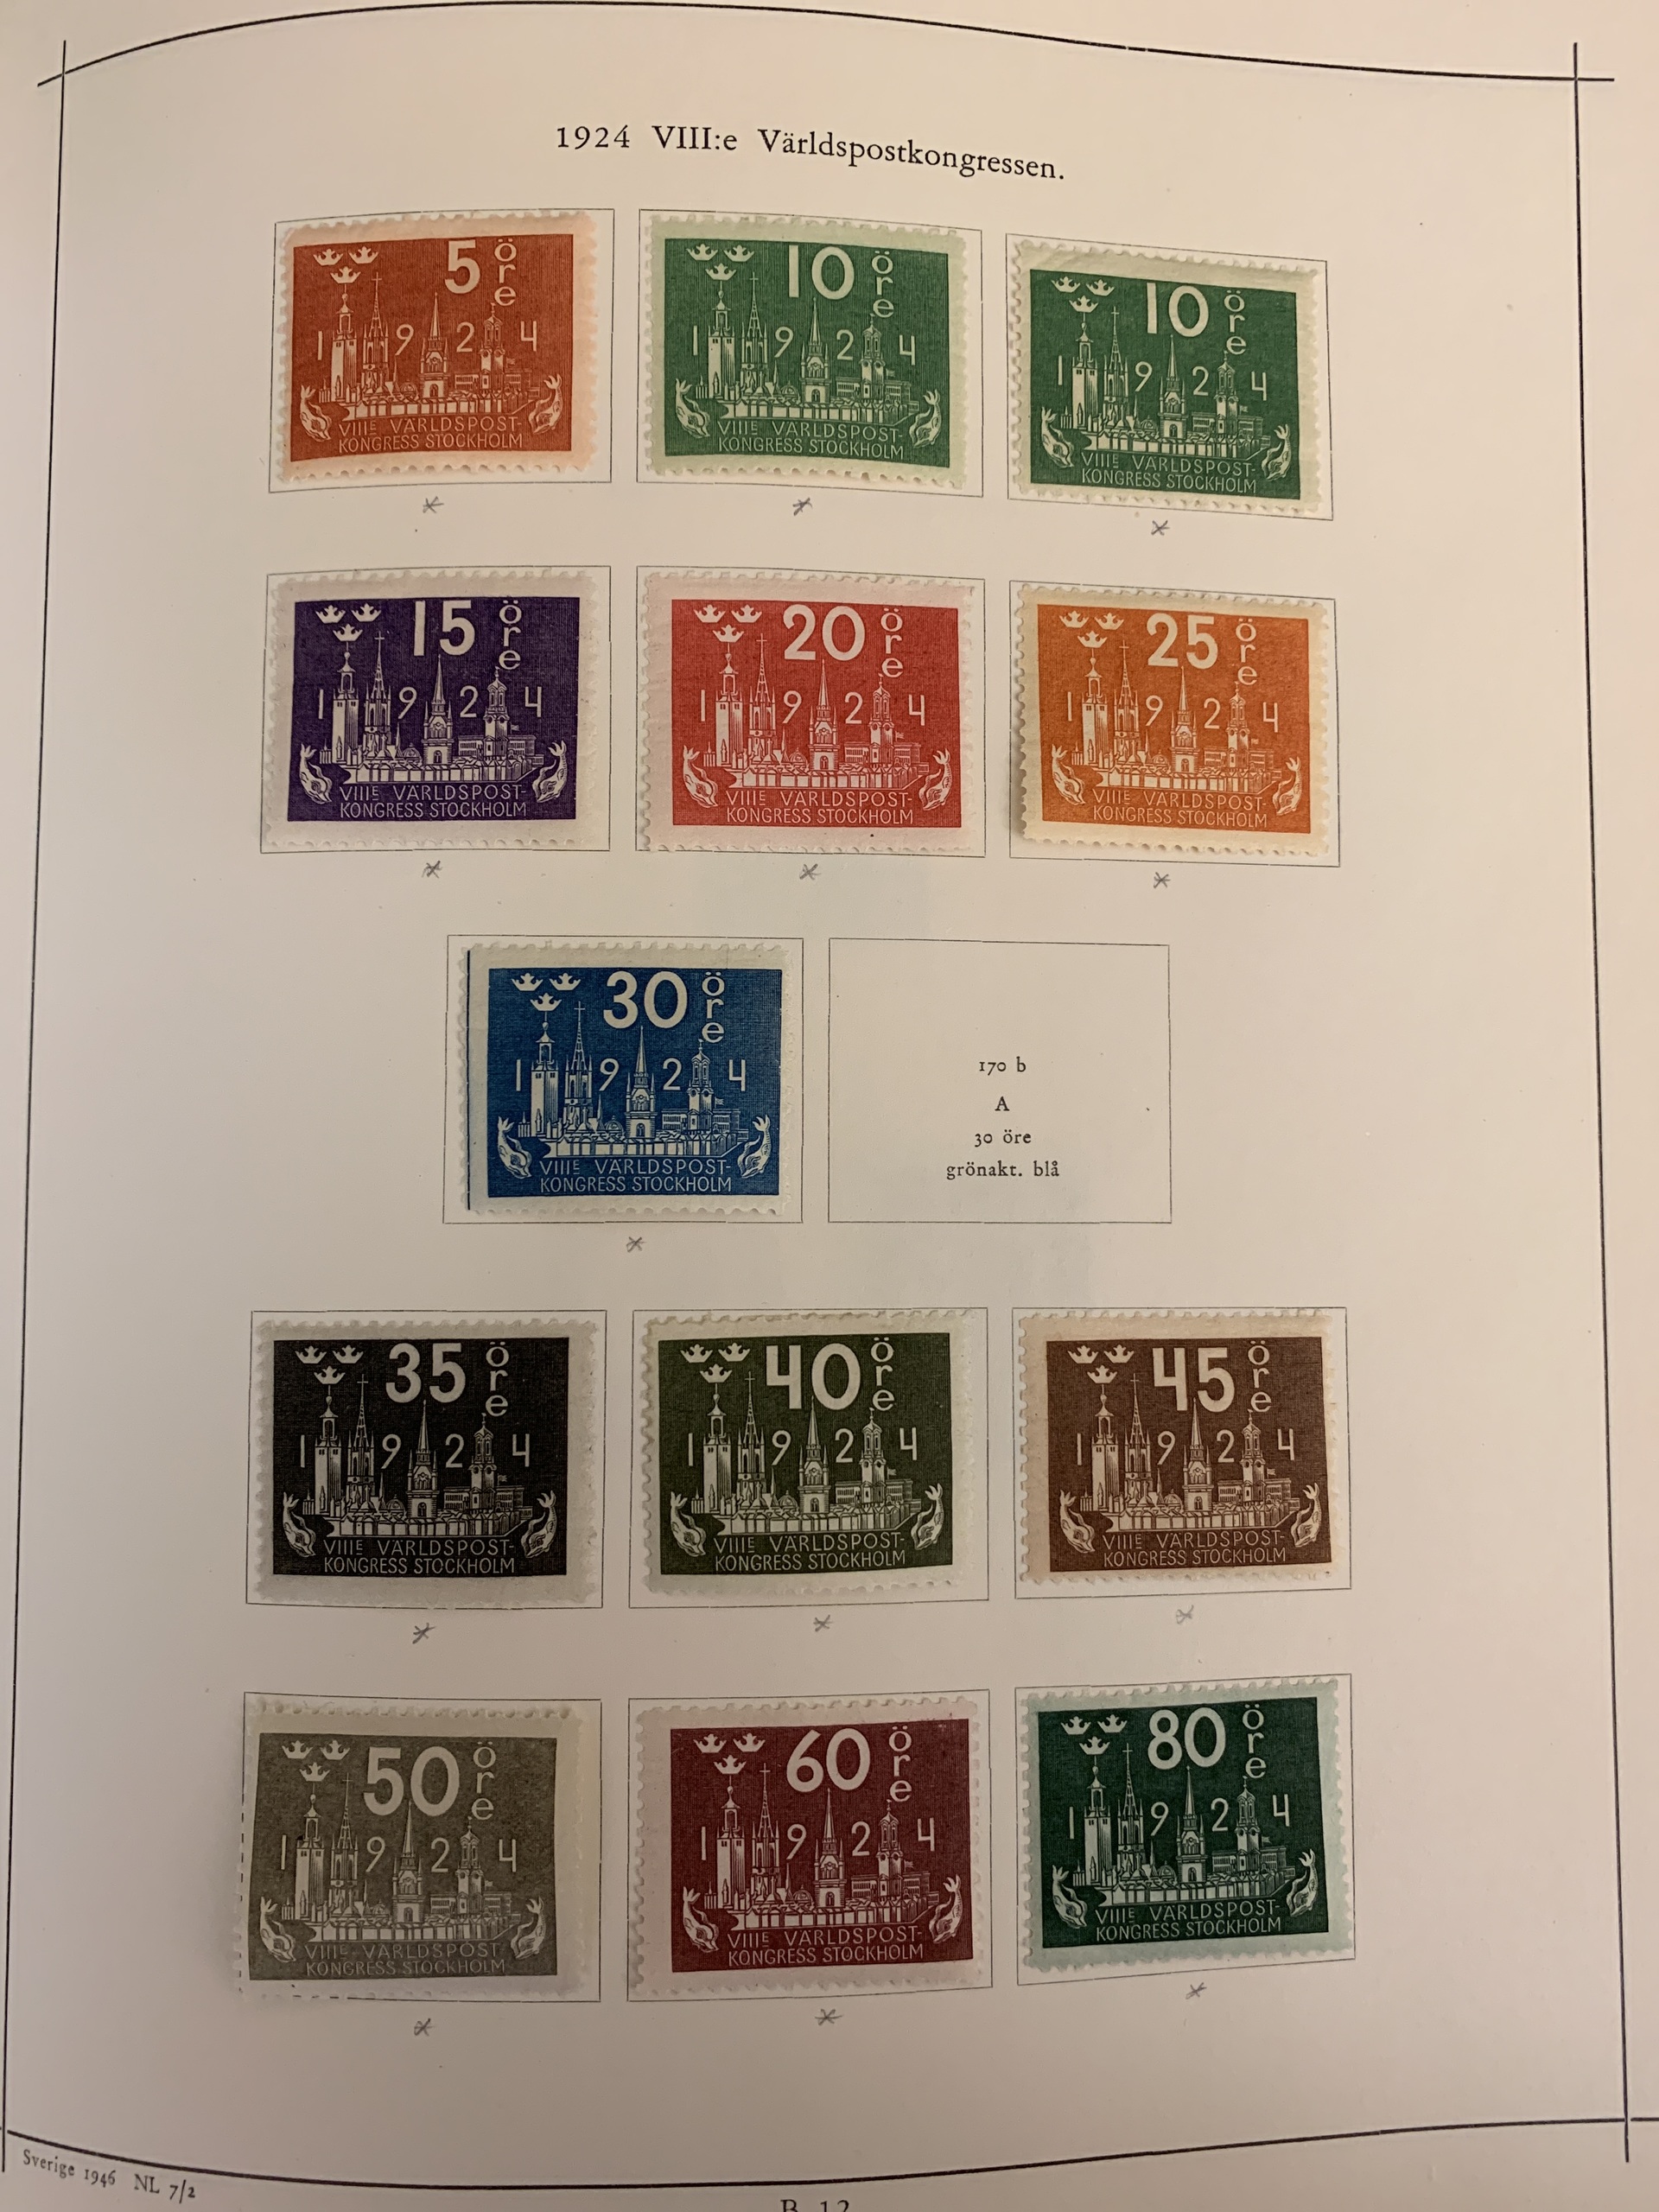 1924 VIII:e Världspostkongressen.
5 öre
1924
VIIIE VÄRLDSPOST-
KONGRESS STOCKHOLM
10 öre
1924
VIIIE VÄRLDSPOST-
KONGRESS STOCKHOLM
10 öre
1924
VIIIE VÄRLDSPOST-
KONGRESS STOCKHOLM
15 öre
1924
VIIIE VÄRLDSPOST-
KONGRESS STOCKHOLM
20 öre
1924
VIIIE VÄRLDSPOST-
KONGRESS STOCKHOLM
25 öre
1924
VIIIE VÄRLDSPOST-
KONGRESS STOCKHOLM
30 öre
1924
VIIIE VÄRLDSPOST-
KONGRESS STOCKHOLM
170 b
A
30 öre
grönakt. blå
35 öre
1924
VIIIE VÄRLDSPOST-
KONGRESS STOCKHOLM
40 öre
1924
VIIIE VÄRLDSPOST-
KONGRESS STOCKHOLM
45 öre
1924
VIIIE VÄRLDSPOST-
KONGRESS STOCKHOLM
50 öre
1924
VIIIE VÄRLDSPOST
KONGRESS STOCKHOLM
60 öre
1924
VIIIE VÄRLDSPOST-
KONGRESS STOCKHOLM
80 öre
1924
VIIIE VÄRLDSPOST-
KONGRESS STOCKHOLM
Sverige 1946 NL 7/2
B 12